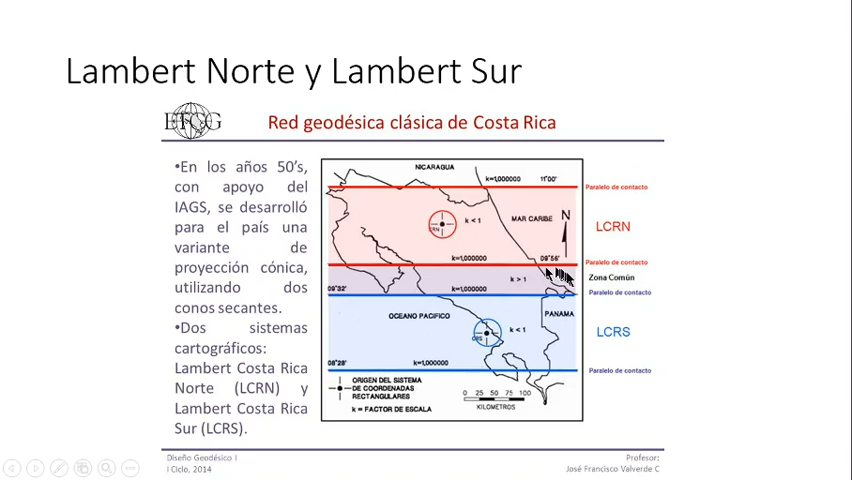 Lambert Norte y Lambert Sur
ETCG
Red geodésica clásica de Costa Rica
•En los años 50's,
con apoyo del
IAGS, se desarrolló
para el país una
variante de
proyección cónica,
utilizando dos
conos secantes.
•Dos sistemas
cartográficos:
Lambert Costa Rica
Norte (LCRN) y
Lambert Costa Rica
Sur (LCRS).
NICARAGUA
k=1,000000 11°00'
Paralelo de contacto
CRN
k < 1
MAR CARIBE
N
LCRN
k=1,000000 09°56'
Paralelo de contacto
k > 1
Zona Común
09°32' k=1,000000
Paralelo de contacto
OCEANO PACIFICO
PANAMA
CRS
k < 1
LCRS
08°28' k=1,000000
Paralelo de contacto
ORIGEN DEL SISTEMA
DE COORDENADAS
RECTANGULARES
k = FACTOR DE ESCALA
0 25 50 75 100
KILOMETROS
Diseño Geodésico I
I Ciclo, 2014
Profesor:
José Francisco Valverde C